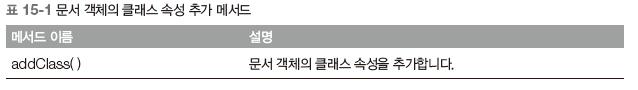 표 15-1 문서 객체의 클래스 속성 추가 메서드
메서드 이름 설명
addClass( ) 문서 객체의 클래스 속성을 추가합니다.